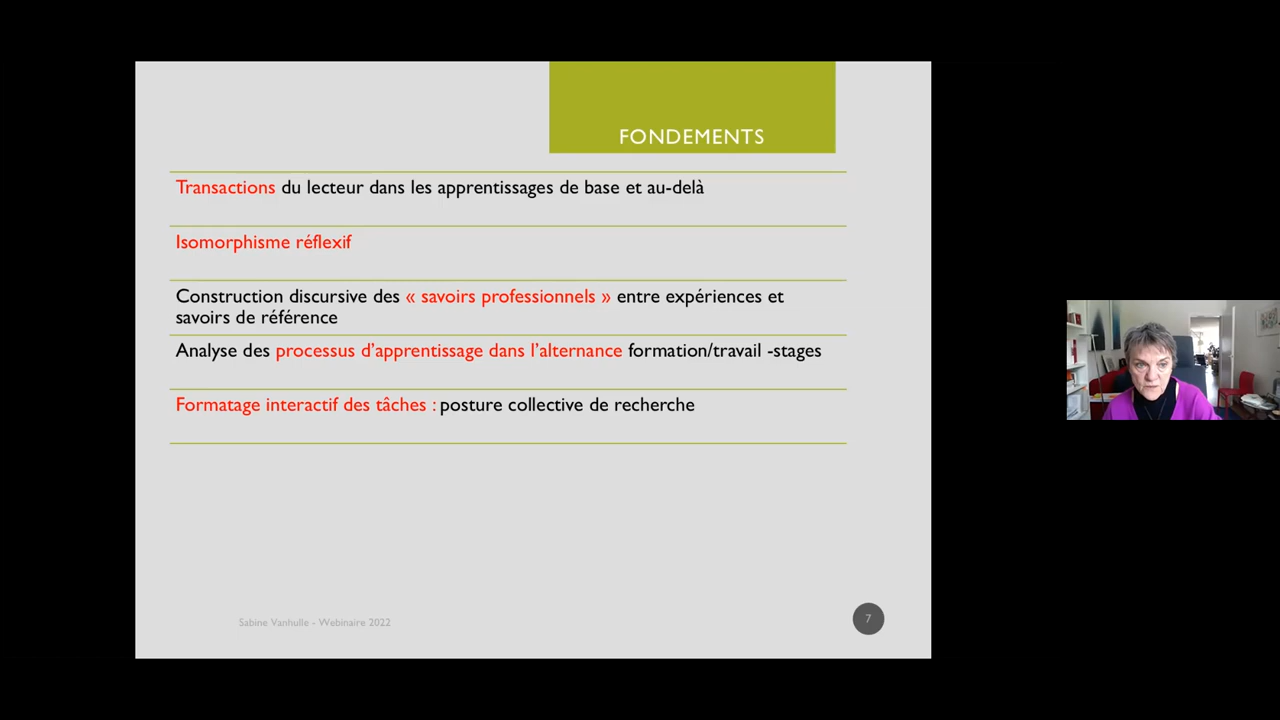 FONDEMENTS
Transactions du lecteur dans les apprentissages de base et au-delà
Isomorphisme réflexif
Construction discursive des « savoirs professionnels » entre expériences et
savoirs de référence
Analyse des processus d'apprentissage dans l'alternance formation/travail -stages
Formatage interactif des tâches : posture collective de recherche
Sabine Vanhulle - Webinaire 2022
7